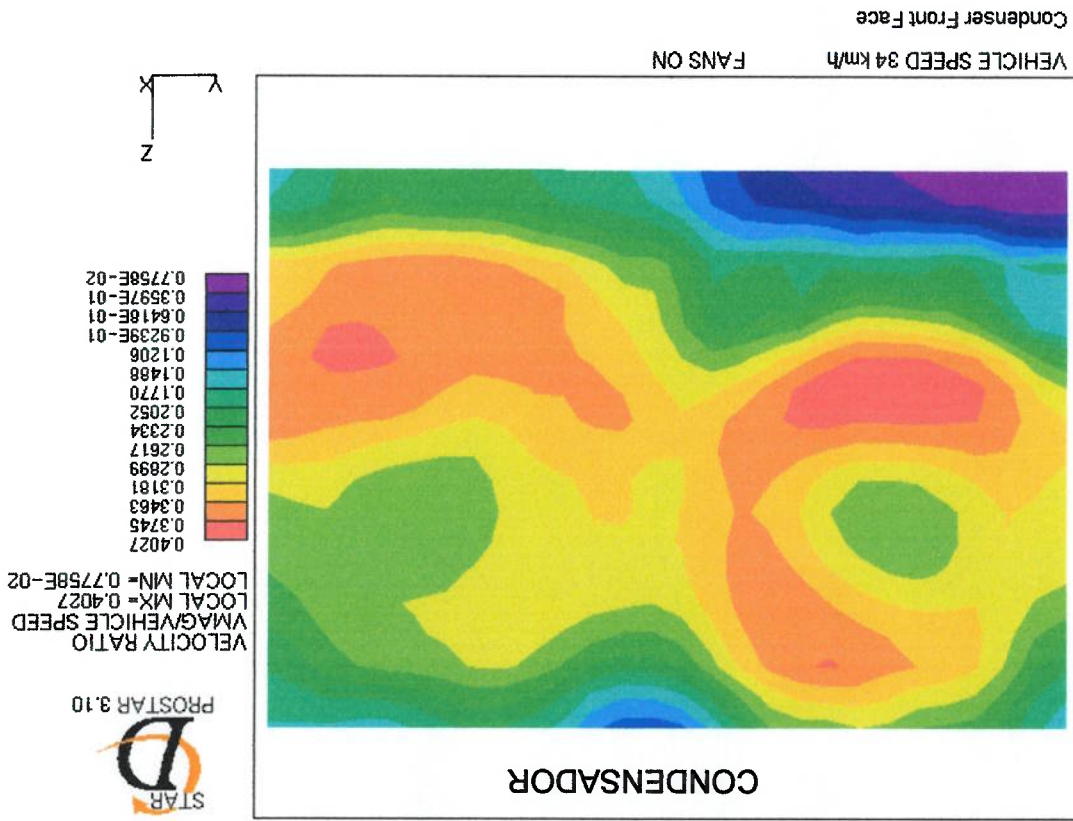 CONDENSADOR
STAR
D
PROSTAR 3.10
VELOCITY RATIO
VMAG/VEHICLE SPEED
LOCAL MX= 0.4027
LOCAL MN= 0.7758E-02
0.4027
0.3745
0.3463
0.3181
0.2899
0.2617
0.2334
0.2052
0.1770
0.1488
0.1206
0.9239E-01
0.6418E-01
0.3597E-01
0.7758E-02
Z
Y X
VEHICLE SPEED 34 km/h FANS ON
Condenser Front Face